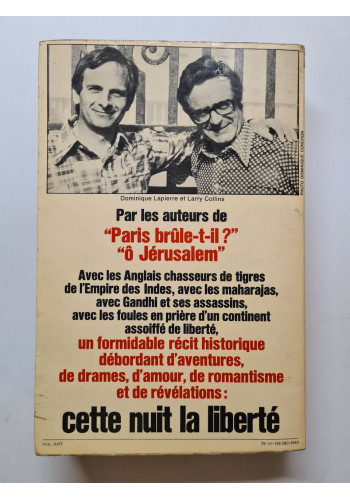 Dominique Lapierre et Larry Collins
Par les auteurs de
"Paris brûle-t-il?"
"ô Jérusalem"
Avec les Anglais chasseurs de tigres
de l'Empire des Indes, avec les maharajas,
avec Gandhi et ses assassins,
avec les foules en prière d'un continent
assoiffé de liberté,
un formidable récit historique
débordant d'aventures,
de drames, d'amour, de romantisme
et de révélations :
cette nuit la liberté